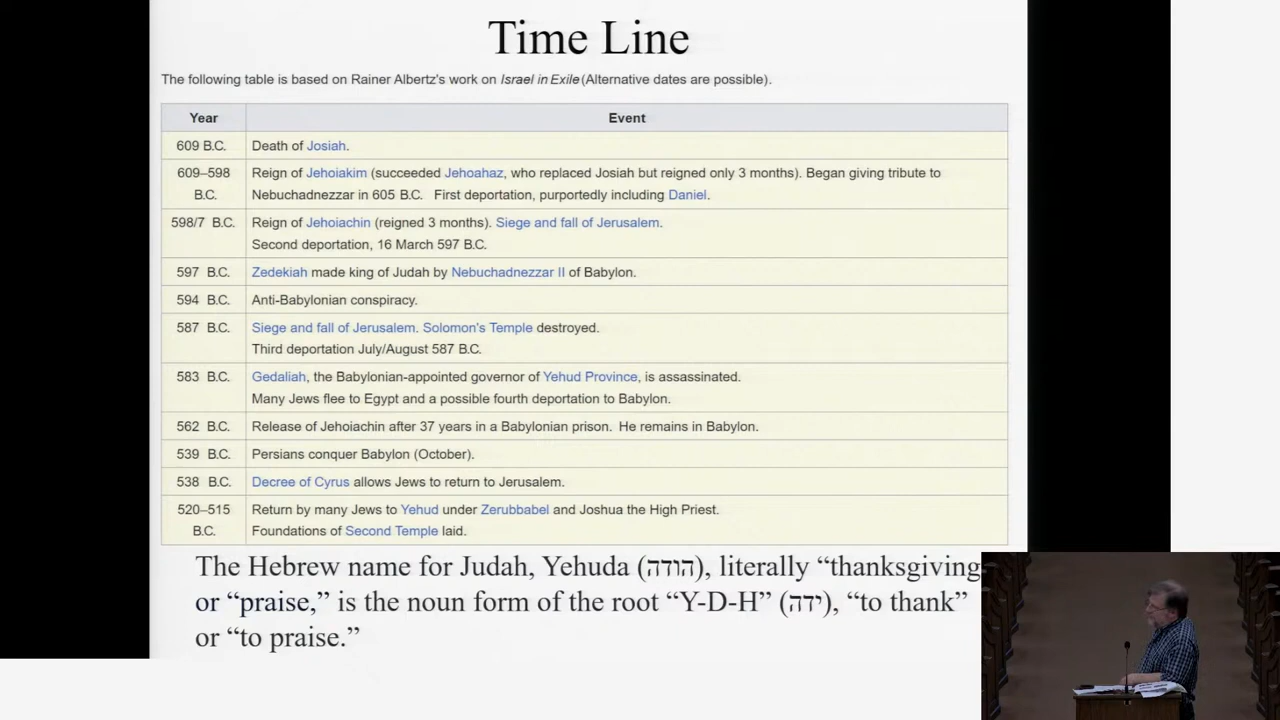 Time Line
The following table is based on Rainer Albertz's work on Israel in Exile (Alternative dates are possible).
Year Event
609 B.C. Death of Josiah.
609–598 B.C. Reign of Jehoiakim (succeeded Jehoahaz, who replaced Josiah but reigned only 3 months). Began giving tribute to
Nebuchadnezzar in 605 B.C. First deportation, purportedly including Daniel.
598/7 B.C. Reign of Jehoiachin (reigned 3 months). Siege and fall of Jerusalem.
Second deportation, 16 March 597 B.C.
597 B.C. Zedekiah made king of Judah by Nebuchadnezzar II of Babylon.
594 B.C. Anti-Babylonian conspiracy.
587 B.C. Siege and fall of Jerusalem. Solomon's Temple destroyed.
Third deportation July/August 587 B.C.
583 B.C. Gedaliah, the Babylonian-appointed governor of Yehud Province, is assassinated.
Many Jews flee to Egypt and a possible fourth deportation to Babylon.
562 B.C. Release of Jehoiachin after 37 years in a Babylonian prison. He remains in Babylon.
539 B.C. Persians conquer Babylon (October).
538 B.C. Decree of Cyrus allows Jews to return to Jerusalem.
520–515 B.C. Return by many Jews to Yehud under Zerubbabel and Joshua the High Priest.
Foundations of Second Temple laid.
The Hebrew name for Judah, Yehuda (הודה), literally “thanksgiving
or “praise,” is the noun form of the root “Y-D-H” (ידה), “to thank”
or “to praise.”